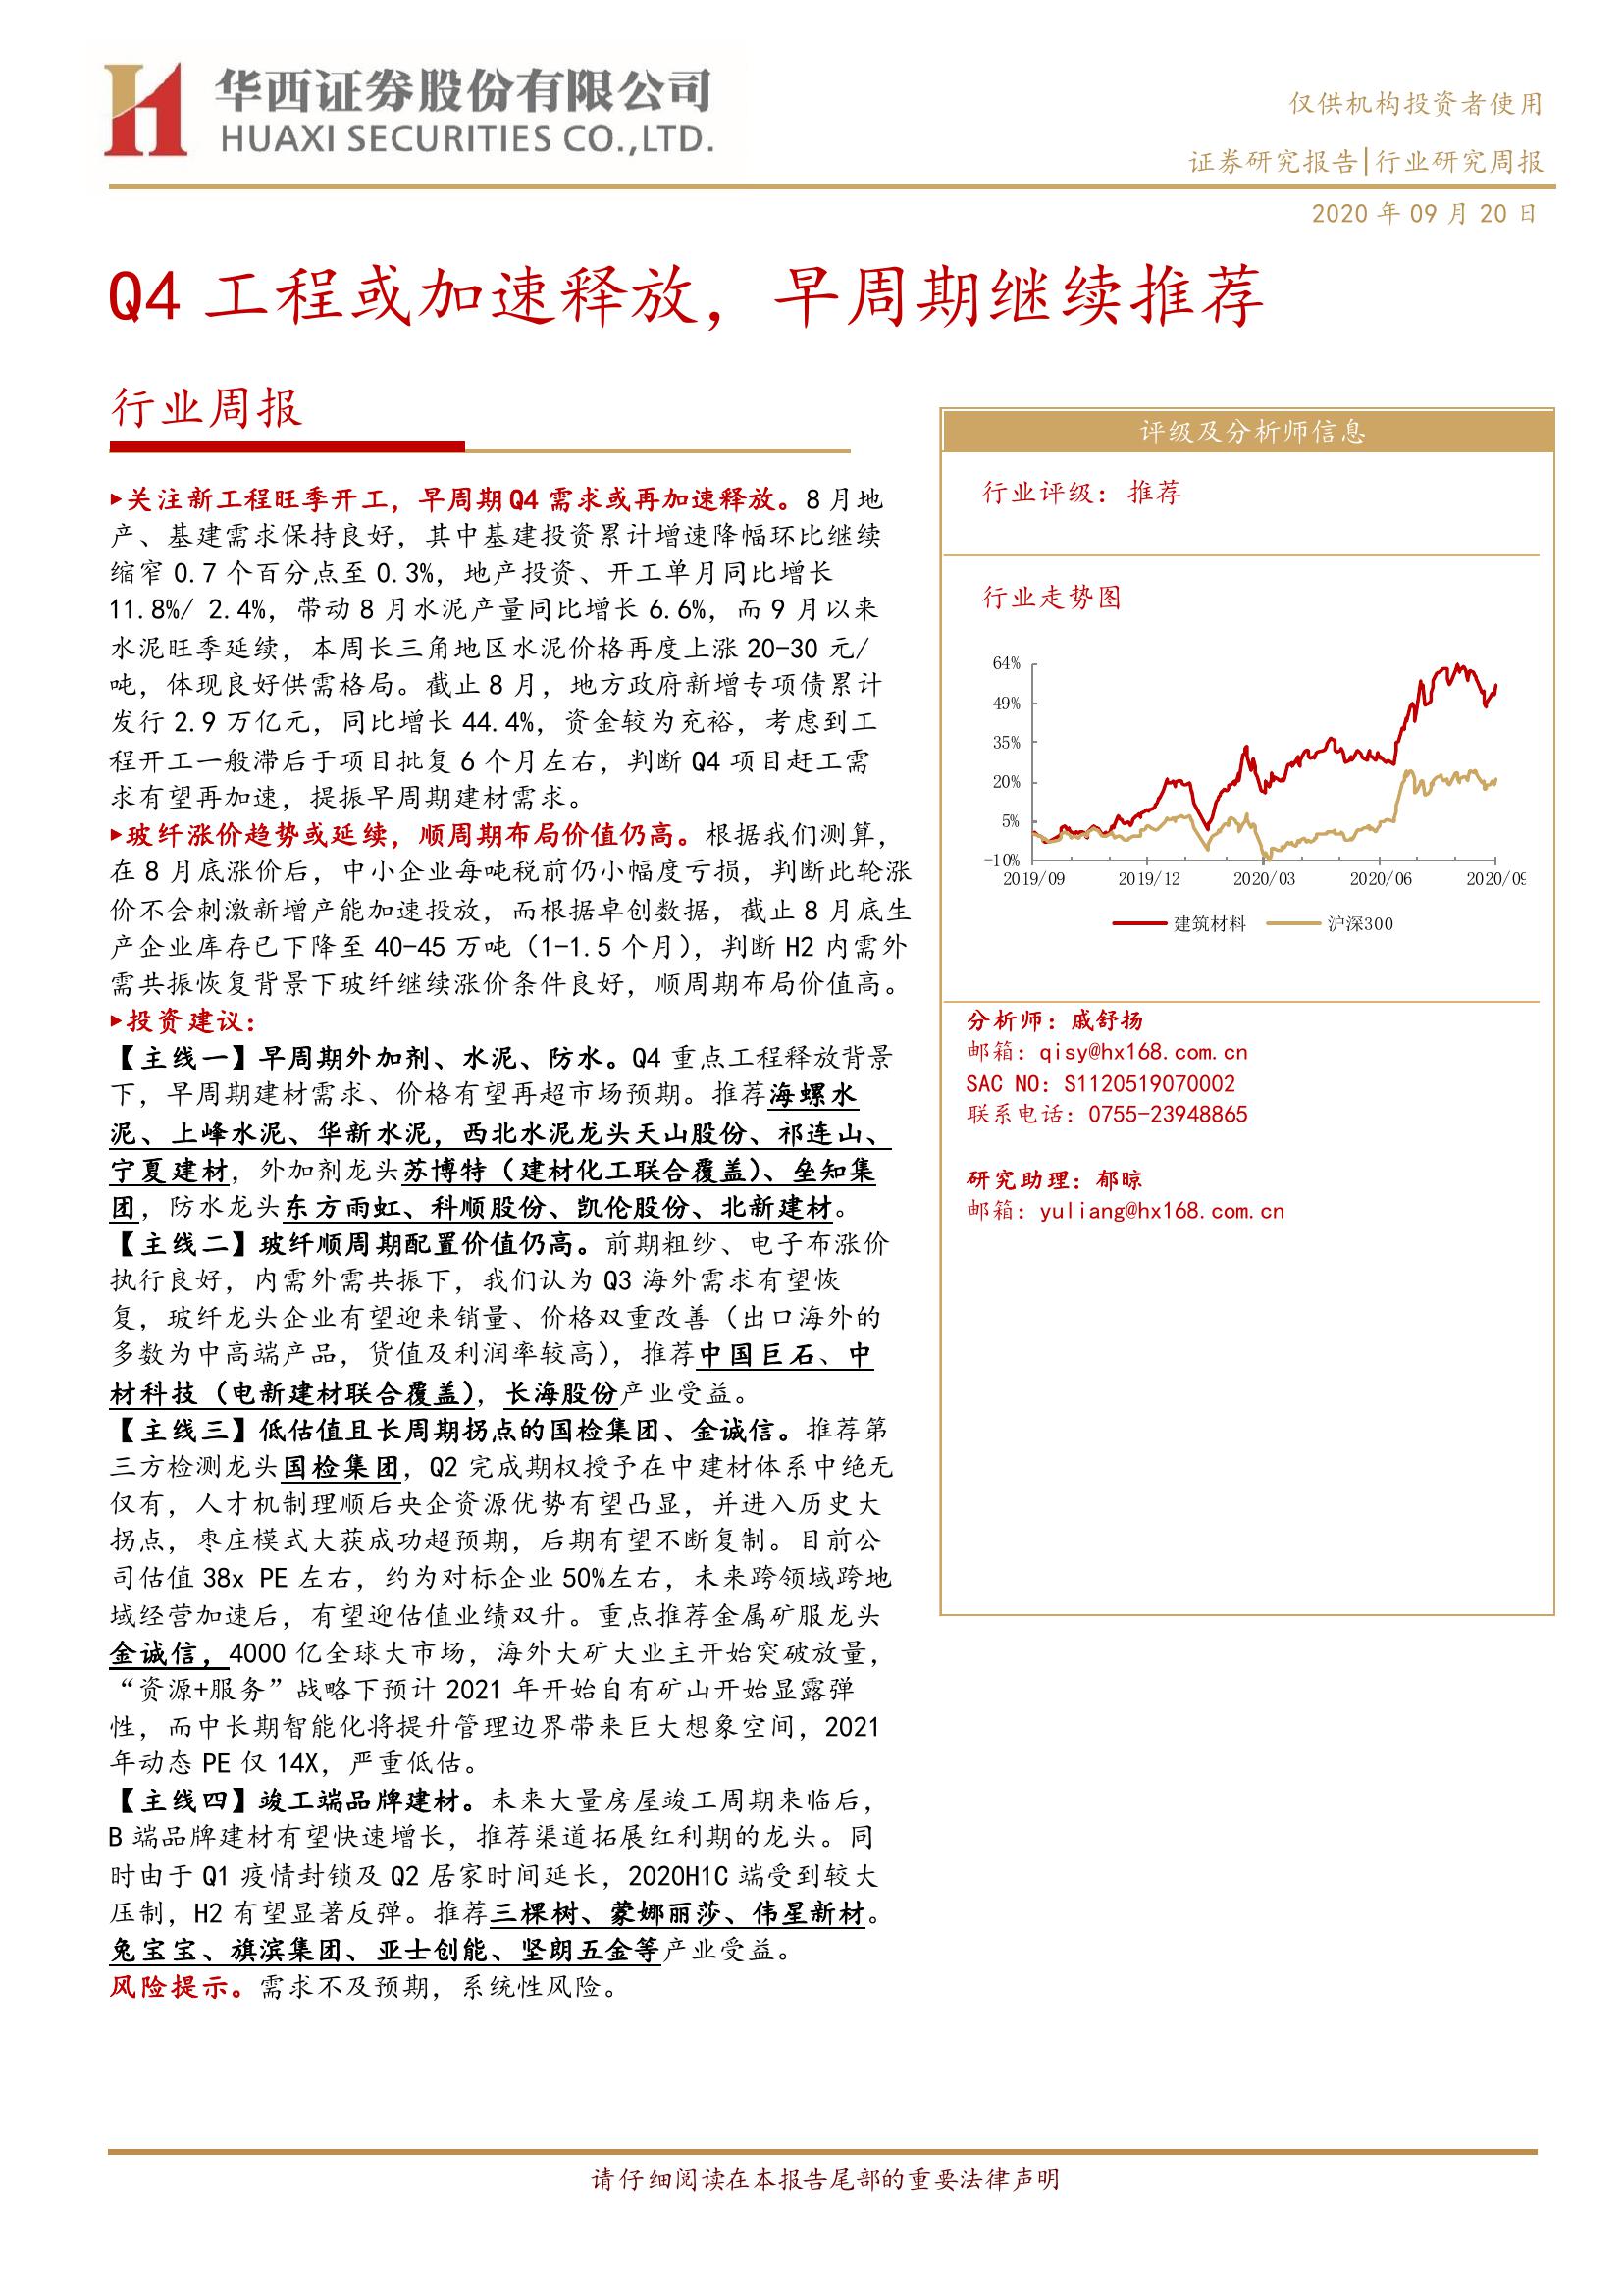 华西证券股份有限公司
HUAXI SECURITIES CO.,LTD.
仅供机构投资者使用
证券研究报告|行业研究周报
2020 年 09 月 20 日
Q4 工程或加速释放，早周期继续推荐
行业周报
▸关注新工程旺季开工，早周期 Q4 需求或再加速释放。8 月地
产、基建需求保持良好，其中基建投资累计增速降幅环比继续
缩窄 0.7 个百分点至 0.3%，地产投资、开工单月同比增长
11.8%/ 2.4%，带动 8 月水泥产量同比增长 6.6%，而 9 月以来
水泥旺季延续，本周长三角地区水泥价格再度上涨 20-30 元/
吨，体现良好供需格局。截止 8 月，地方政府新增专项债累计
发行 2.9 万亿元，同比增长 44.4%，资金较为充裕，考虑到工
程开工一般滞后于项目批复 6 个月左右，判断 Q4 项目赶工需
求有望再加速，提振早周期建材需求。
▸玻纤涨价趋势或延续，顺周期布局价值仍高。根据我们测算，
在 8 月底涨价后，中小企业每吨税前仍小幅度亏损，判断此轮涨
价不会刺激新增产能加速投放，而根据卓创数据，截止 8 月底生
产企业库存已下降至 40-45 万吨（1-1.5 个月），判断 H2 内需外
需共振恢复背景下玻纤继续涨价条件良好，顺周期布局价值高。
▸投资建议：
【主线一】早周期外加剂、水泥、防水。Q4 重点工程释放背景
下，早周期建材需求、价格有望再超市场预期。推荐海螺水
泥、上峰水泥、华新水泥，西北水泥龙头天山股份、祁连山、
宁夏建材，外加剂龙头苏博特（建材化工联合覆盖）、垒知集
团，防水龙头东方雨虹、科顺股份、凯伦股份、北新建材。
【主线二】玻纤顺周期配置价值仍高。前期粗纱、电子布涨价
执行良好，内需外需共振下，我们认为 Q3 海外需求有望恢
复，玻纤龙头企业有望迎来销量、价格双重改善（出口海外的
多数为中高端产品，货值及利润率较高），推荐中国巨石、中
材科技（电新建材联合覆盖），长海股份产业受益。
【主线三】低估值且长周期拐点的国检集团、金诚信。推荐第
三方检测龙头国检集团，Q2 完成期权授予在中建材体系中绝无
仅有，人才机制理顺后央企资源优势有望凸显，并进入历史大
拐点，枣庄模式大获成功超预期，后期有望不断复制。目前公
司估值 38x PE 左右，约为对标企业 50%左右，未来跨领域跨地
域经营加速后，有望迎估值业绩双升。重点推荐金属矿服龙头
金诚信，4000 亿全球大市场，海外大矿大业主开始突破放量，
“资源+服务”战略下预计 2021 年开始自有矿山开始显露弹
性，而中长期智能化将提升管理边界带来巨大想象空间，2021
年动态 PE 仅 14X，严重低估。
【主线四】竣工端品牌建材。未来大量房屋竣工周期来临后，
B 端品牌建材有望快速增长，推荐渠道拓展红利期的龙头。同
时由于 Q1 疫情封锁及 Q2 居家时间延长，2020H1C 端受到较大
压制，H2 有望显著反弹。推荐三棵树、蒙娜丽莎、伟星新材。
兔宝宝、旗滨集团、亚士创能、坚朗五金等产业受益。
风险提示。需求不及预期，系统性风险。
评级及分析师信息
行业评级：推荐
行业走势图
64%
49%
35%
20%
5%
-10%
2019/09 2019/12 2020/03 2020/06 2020/09
建筑材料 沪深300
分析师：戚舒扬
邮箱：qisy@hx168.com.cn
SAC NO：S1120519070002
联系电话：0755-23948865
研究助理：郁晾
邮箱：yuliang@hx168.com.cn
请仔细阅读在本报告尾部的重要法律声明